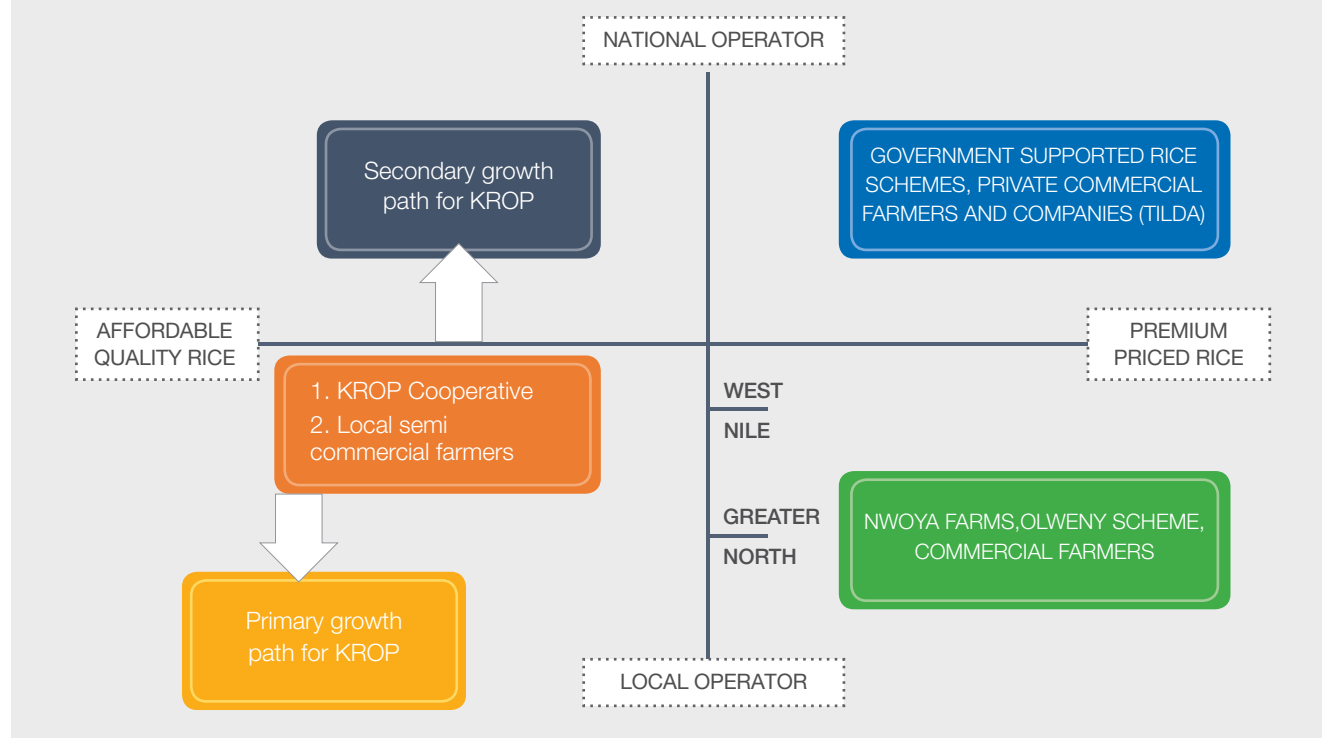 NATIONAL OPERATOR
Secondary growth
path for KROP
GOVERNMENT SUPPORTED RICE
SCHEMES, PRIVATE COMMERCIAL
FARMERS AND COMPANIES (TILDA)
AFFORDABLE
QUALITY RICE
PREMIUM
PRICED RICE
1. KROP Cooperative
2. Local semi
commercial farmers
WEST
NILE
GREATER
NORTH
NWOYA FARMS,OLWENY SCHEME,
COMMERCIAL FARMERS
Primary growth
path for KROP
LOCAL OPERATOR